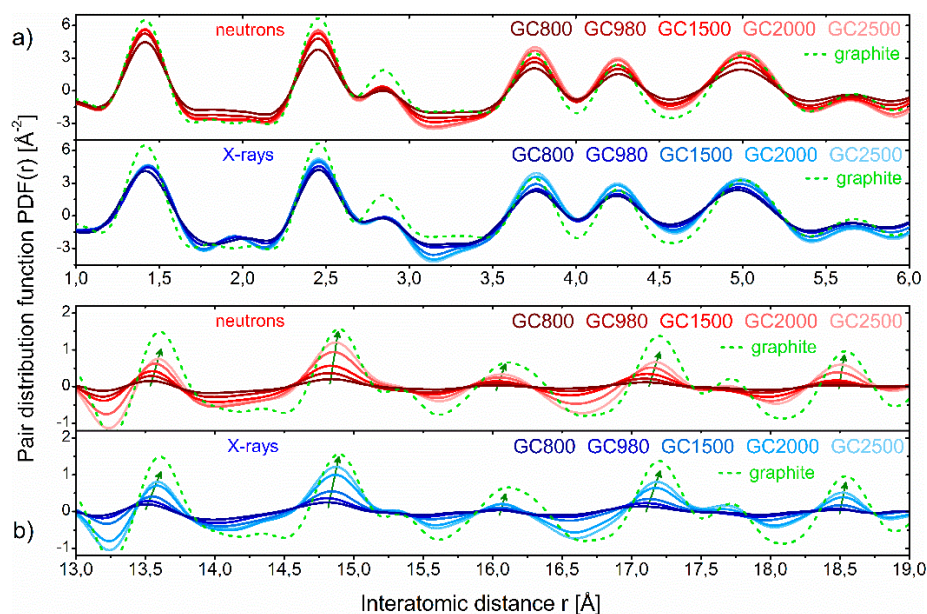 a)
neutrons GC800 GC980 GC1500 GC2000 GC2500
graphite
6
3
0
-3
X-rays GC800 GC980 GC1500 GC2000 GC2500
graphite
6
3
0
-3
1,0 1,5 2,0 2,5 3,0 3,5 4,0 4,5 5,0 5,5 6,0
Pair distribution function PDF(r) [Å⁻²]
2
neutrons GC800 GC980 GC1500 GC2000 GC2500
graphite
1
0
-1
2
X-rays GC800 GC980 GC1500 GC2000 GC2500
graphite
1
0
b)
-1
13,0 13,5 14,0 14,5 15,0 15,5 16,0 16,5 17,0 17,5 18,0 18,5 19,0
Interatomic distance r [Å]